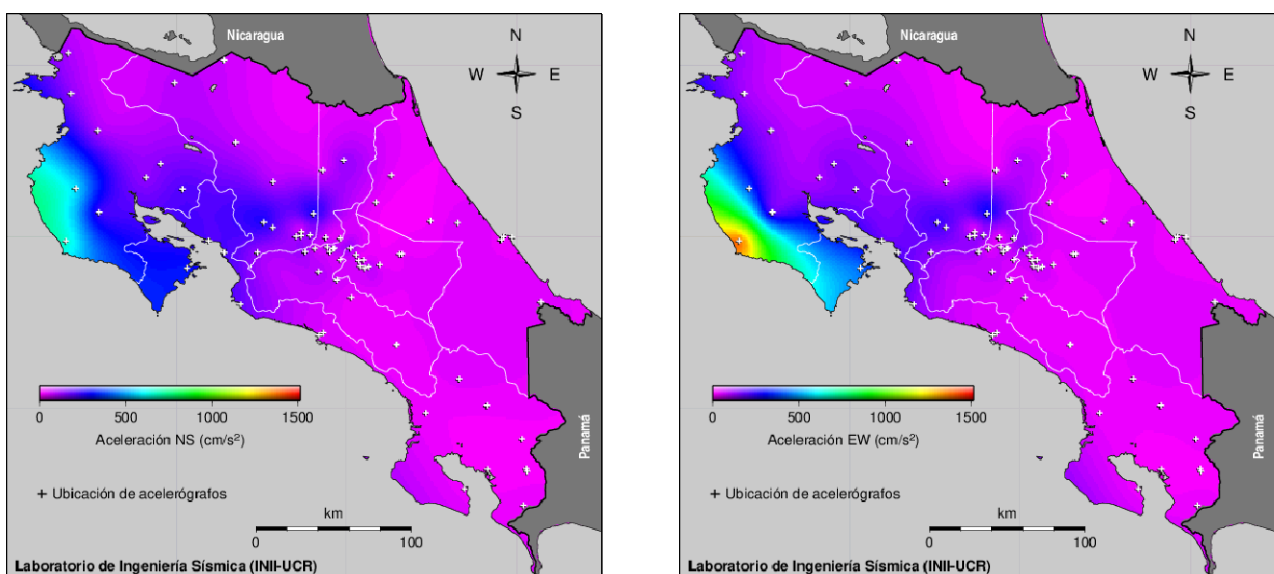 Nicaragua
N
W E
S
0 500 1000 1500
Aceleración NS (cm/s²)
Panamá
+ Ubicación de acelerógrafos
km
0 100
Laboratorio de Ingeniería Sísmica (INII-UCR)
Nicaragua
N
W E
S
0 500 1000 1500
Aceleración EW (cm/s²)
Panamá
+ Ubicación de acelerógrafos
km
0 100
Laboratorio de Ingeniería Sísmica (INII-UCR)